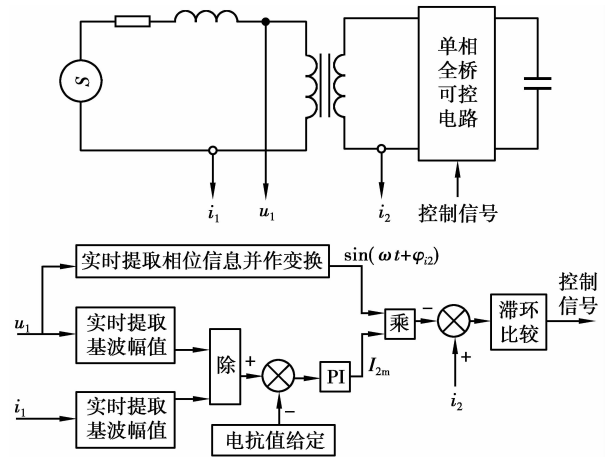 S
单相
全桥
可控
电路
i₁
u₁
i₂
控制信号
实时提取相位信息并作变换
sin(ωt+φi2)
u₁
实时提取
基波幅值
i₁
实时提取
基波幅值
除
+
−
电抗值给定
PI
I₂ₘ
乘
−
+
i₂
滞环
比较
控制
信号